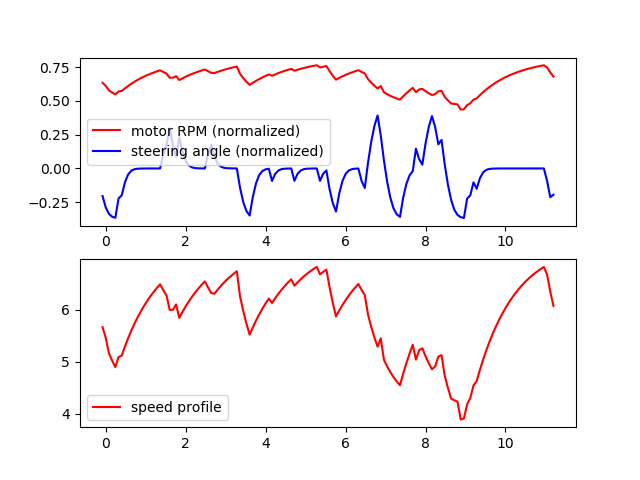 0.75
0.50
0.25
0.00
−0.25
motor RPM (normalized)
steering angle (normalized)
0 2 4 6 8 10
6
5
4
speed profile
0 2 4 6 8 10